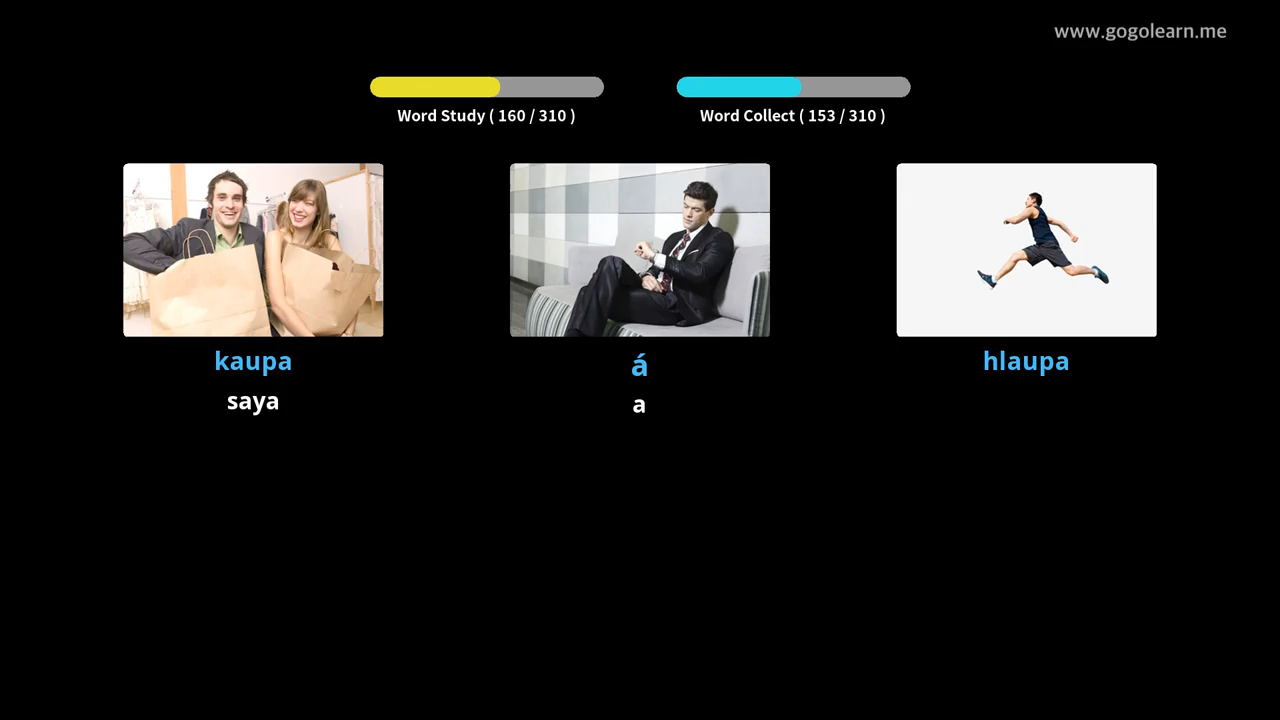 www.gogolearn.me
Word Study ( 160 / 310 )
Word Collect ( 153 / 310 )
kaupa
saya
á
a
hlaupa